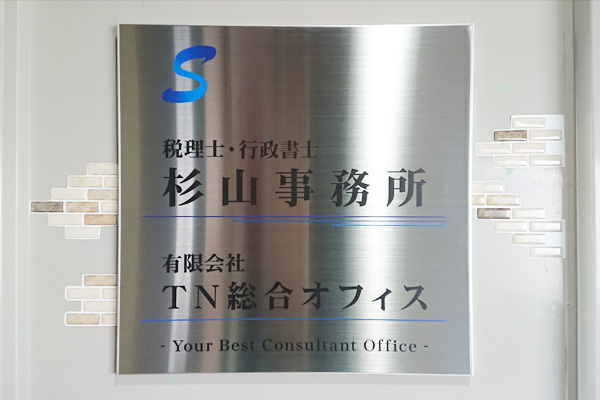 S
税理士・行政書士
杉山事務所
有限会社
TN総合オフィス
- Your Best Consultant Office -